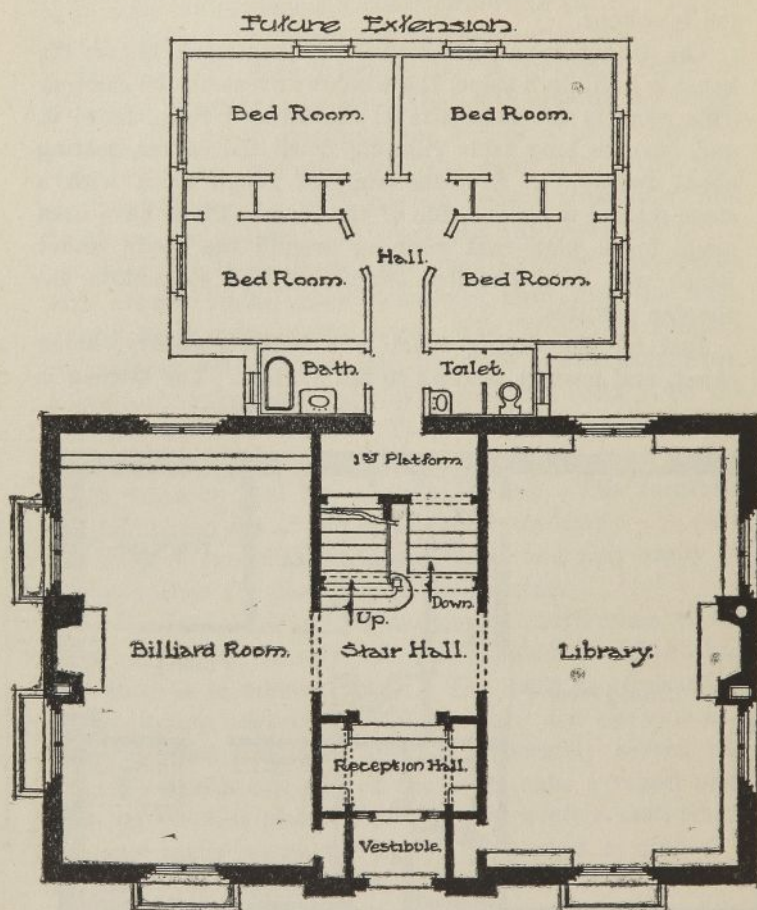 Future Extension.
Bed Room. Bed Room.
Hall.
Bed Room. Bed Room.
Bath. Toilet.
1st Platform.
Up. Down.
Billiard Room. Stair Hall. Library.
Reception Hall.
Vestibule.